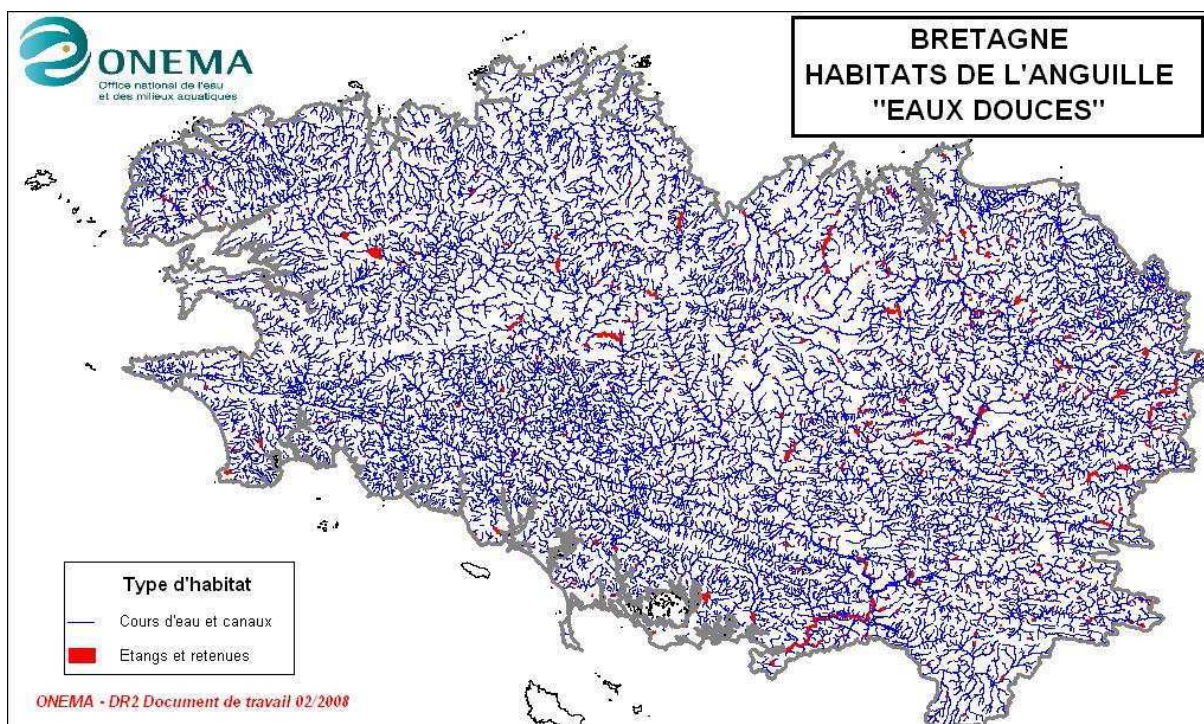 ONEMA
Office national de l'eau
et des milieux aquatiques
BRETAGNE
HABITATS DE L'ANGUILLE
"EAUX DOUCES"
Type d'habitat
Cours d'eau et canaux
Etangs et retenues
ONEMA - DR2 Document de travail 02/2008